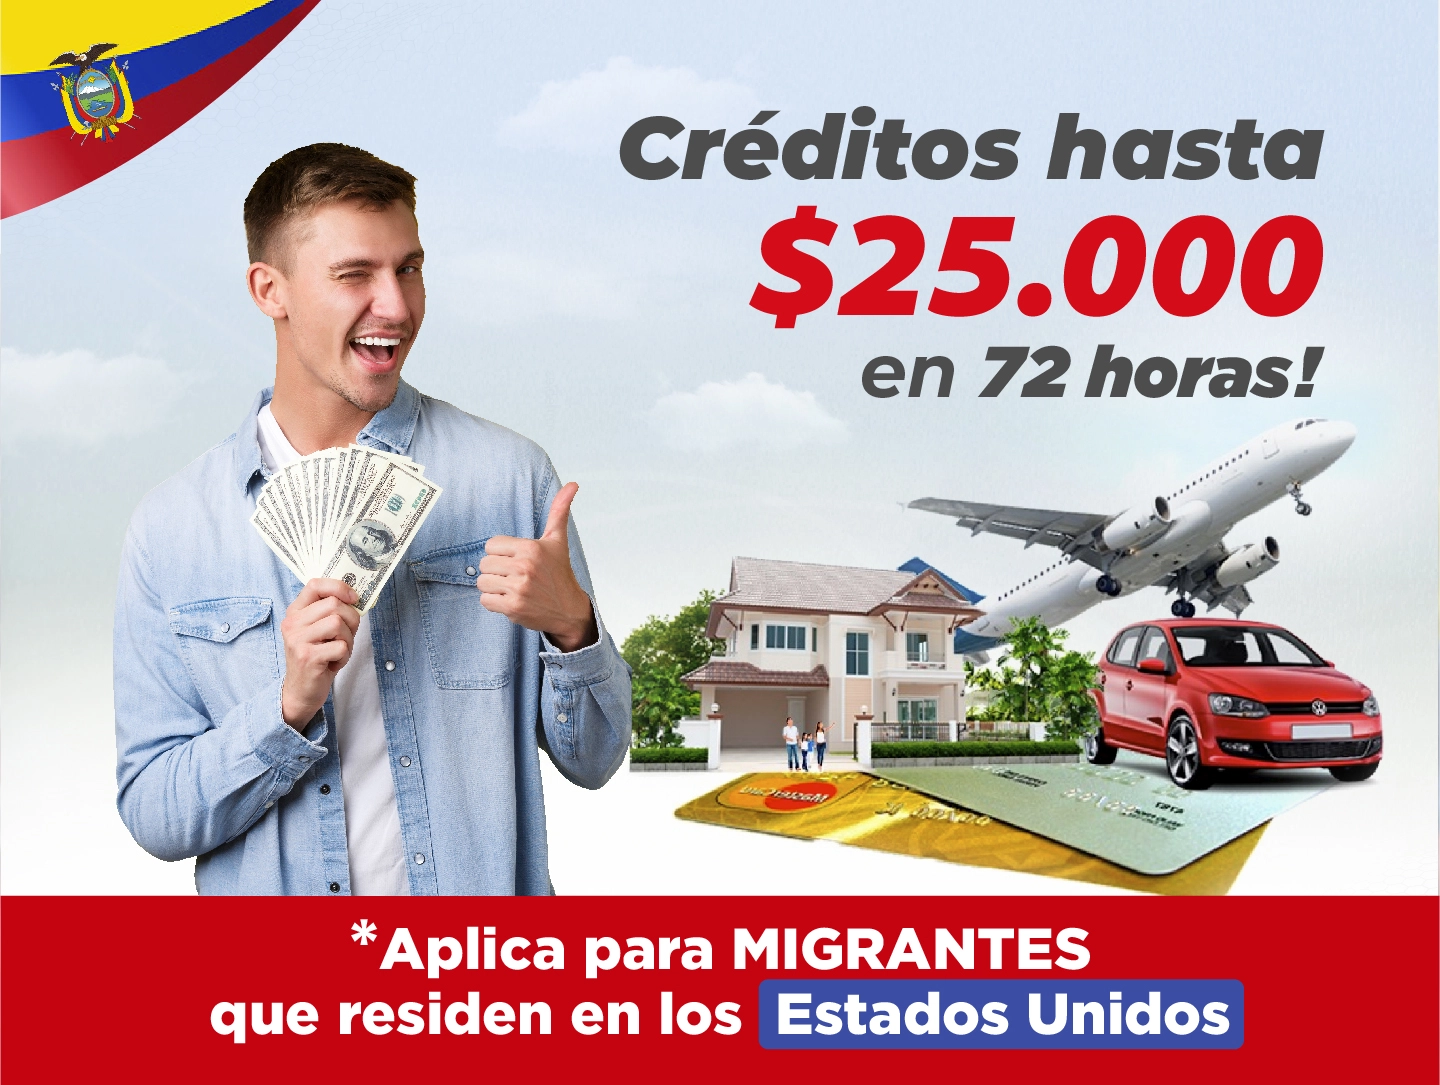 Créditos hasta
$25.000
en 72 horas!
*Aplica para MIGRANTES
que residen en los Estados Unidos